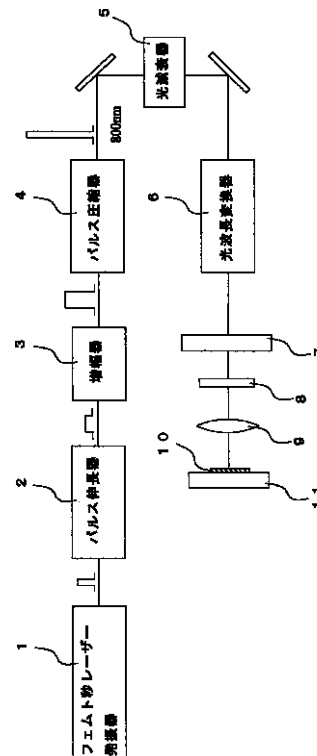 1
フェムト秒レーザー
発振器
2
パルス伸長器
3
増幅器
4
パルス圧縮器
800nm
5
光減衰器
6
光波長変換器
7
8
9
10
11